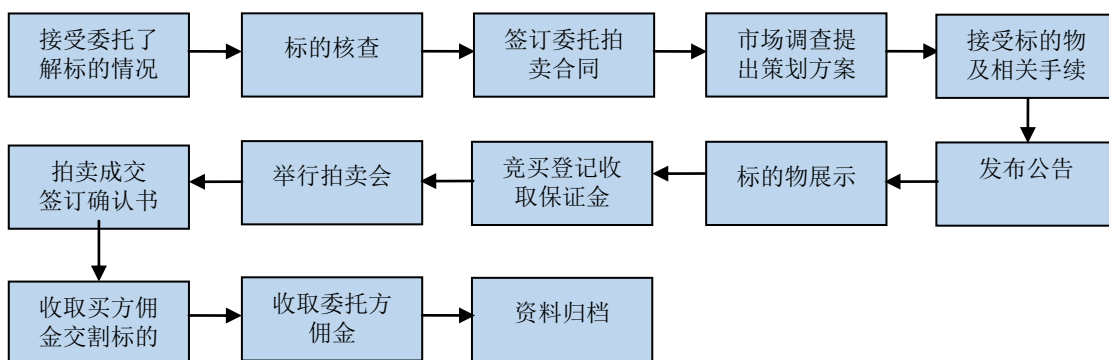 接受委托了
解标的情况
标的核查
签订委托拍
卖合同
市场调查提
出策划方案
接受标的物
及相关手续
发布公告
标的物展示
竞买登记收
取保证金
举行拍卖会
拍卖成交
签订确认书
收取买方佣
金交割标的
收取委托方
佣金
资料归档